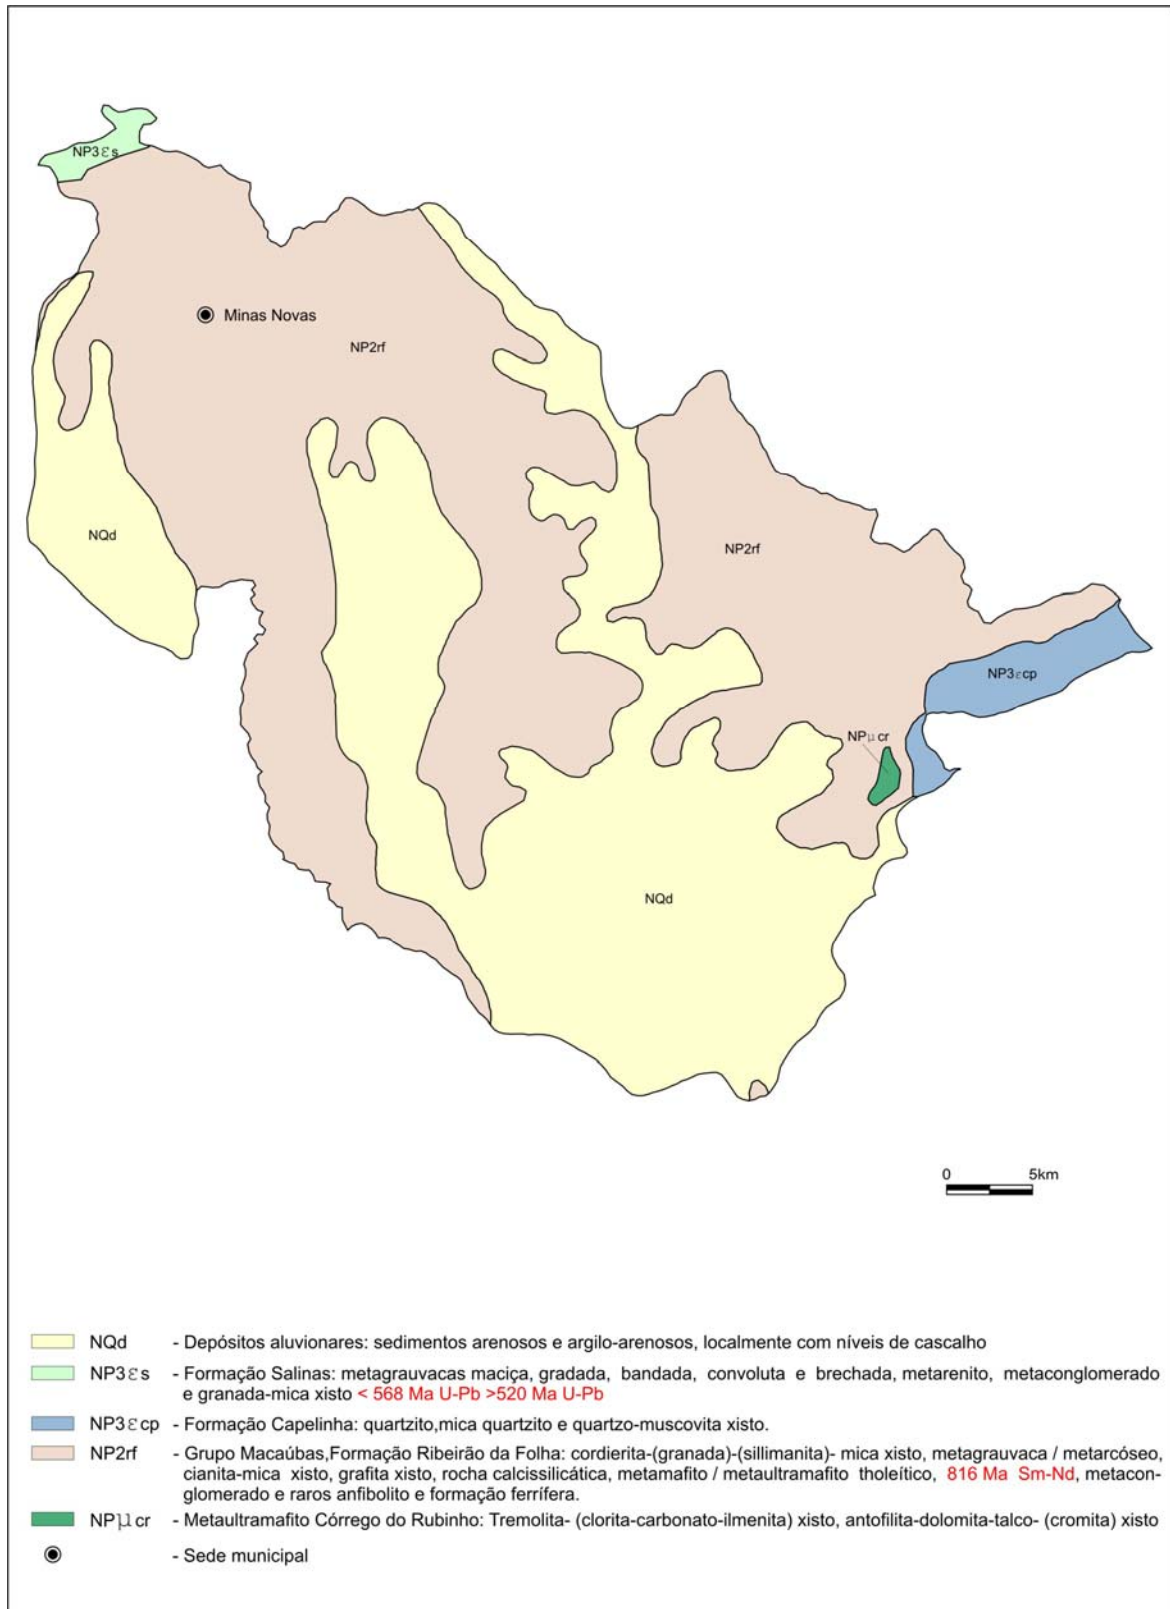 NP3εs
Minas Novas
NP2rf
NQd
NP2rf
NP3εcp
NPμcr
NQd
0 5km
NQd - Depósitos aluvionares: sedimentos arenosos e argilo-arenosos, localmente com níveis de cascalho
NP3εs - Formação Salinas: metagrauvacas maciça, gradada, bandada, convoluta e brechada, metarenito, metaconglomerado
e granada-mica xisto < 568 Ma U-Pb >520 Ma U-Pb
NP3εcp - Formação Capelinha: quartzito,mica quartzito e quartzo-muscovita xisto.
NP2rf - Grupo Macaúbas,Formação Ribeirão da Folha: cordierita-(granada)-(sillimanita)- mica xisto, metagrauvaca / metarcóseo,
cianita-mica xisto, grafita xisto, rocha calcissilicática, metamafito / metaultramafito tholeítico, 816 Ma Sm-Nd, metacon-
glomerado e raros anfibolito e formação ferrífera.
NPμcr - Metaultramafito Córrego do Rubinho: Tremolita- (clorita-carbonato-ilmenita) xisto, antofilita-dolomita-talco- (cromita) xisto
- Sede municipal